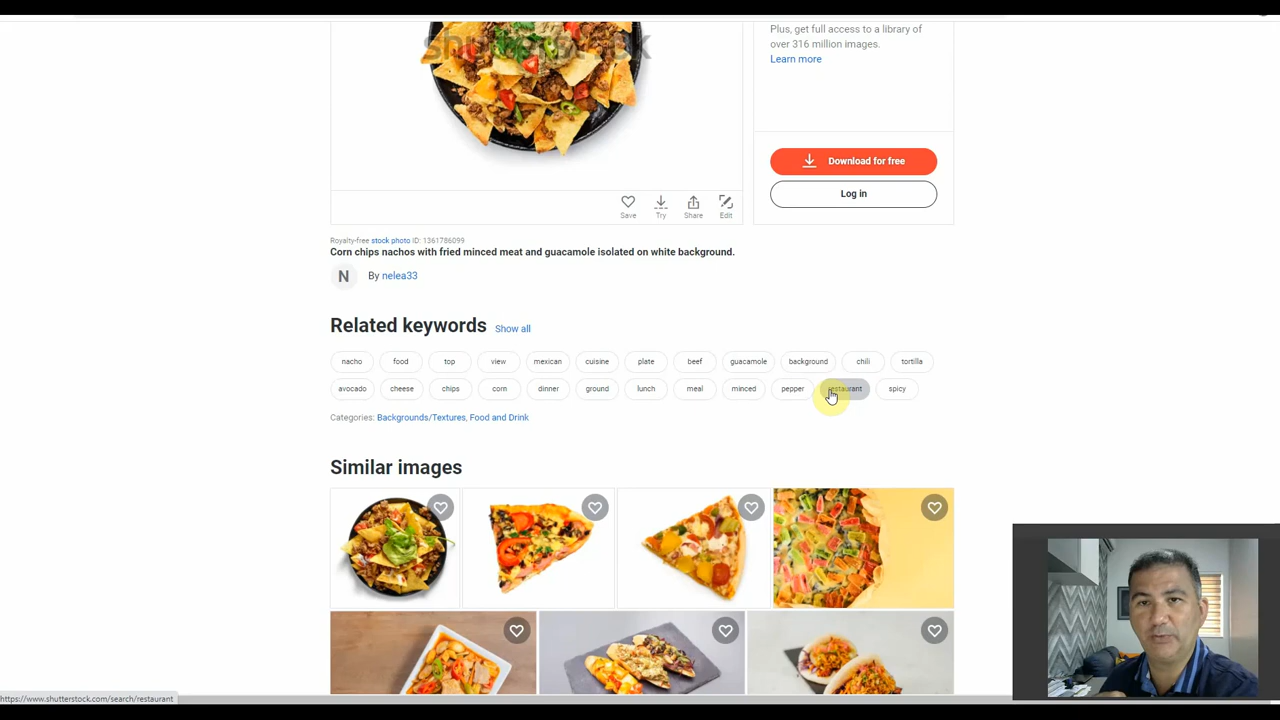 shutterstock
Plus, get full access to a library of
over 316 million images.
Learn more
Download for free
Log in
Save Try Share Edit
Royalty-free stock photo ID: 1361786099
Corn chips nachos with fried minced meat and guacamole isolated on white background.
N By nelea33
Related keywords Show all
nacho food top view mexican cuisine plate beef guacamole background chili tortilla
avocado cheese chips corn dinner ground lunch meal minced pepper restaurant spicy
Categories: Backgrounds/Textures, Food and Drink
Similar images
https://www.shutterstock.com/search/restaurant